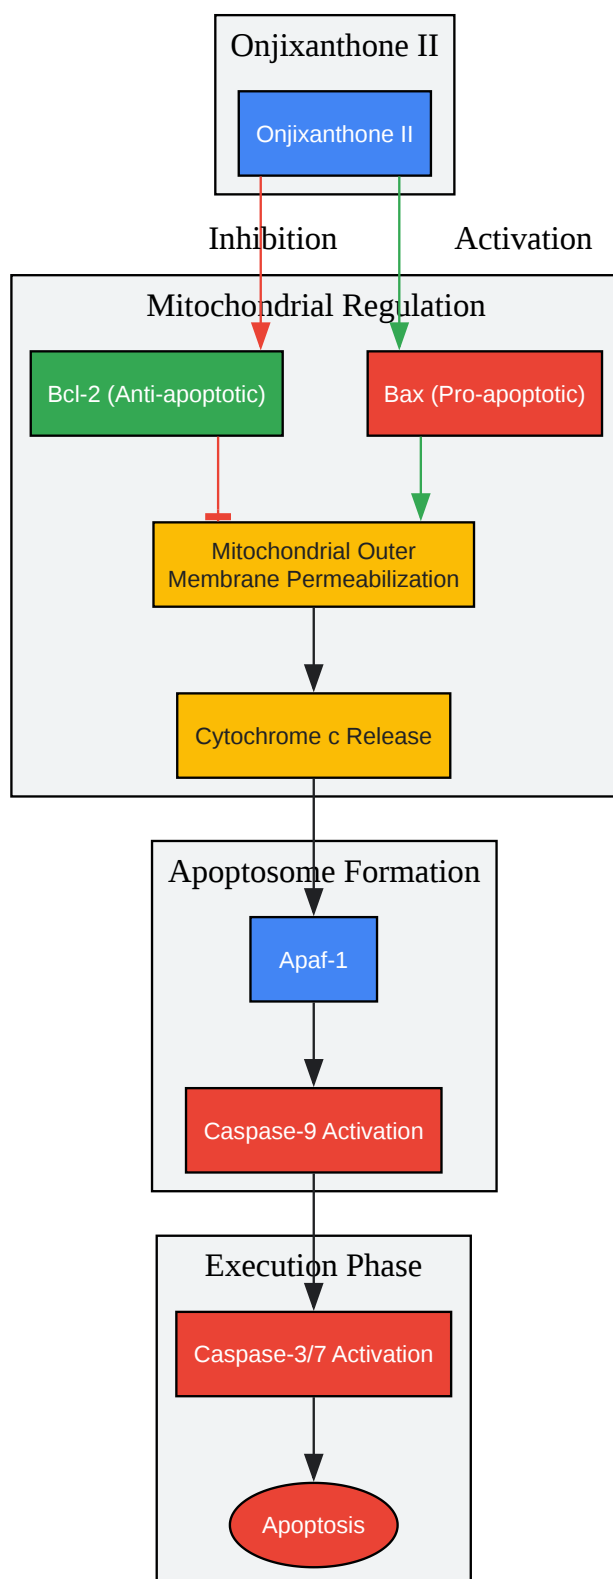 Onjixanthone II
Onjixanthone II
Inhibition
Activation
Mitochondrial Regulation
Bcl-2 (Anti-apoptotic)
Bax (Pro-apoptotic)
Mitochondrial Outer
Membrane Permeabilization
Cytochrome c Release
Apoptosome Formation
Apaf-1
Caspase-9 Activation
Execution Phase
Caspase-3/7 Activation
Apoptosis